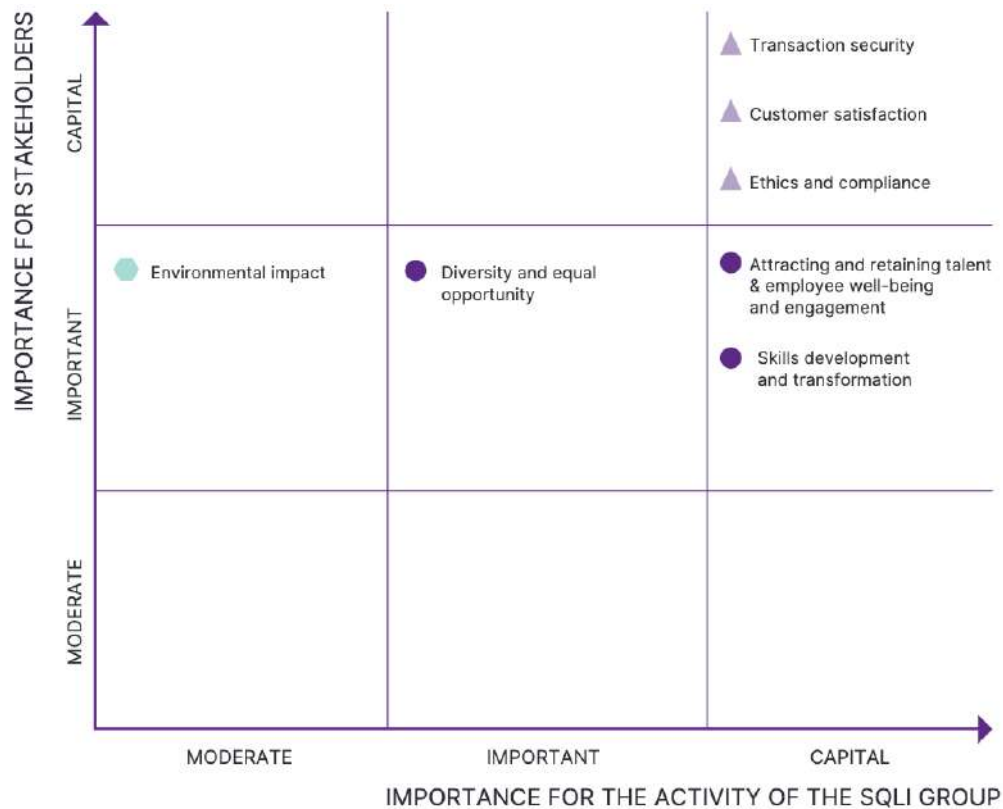 IMPORTANCE FOR STAKEHOLDERS
CAPITAL
Transaction security
Customer satisfaction
Ethics and compliance
IMPORTANT
Environmental impact
Diversity and equal
opportunity
Attracting and retaining talent
& employee well-being
and engagement
Skills development
and transformation
MODERATE
MODERATE
IMPORTANT
CAPITAL
IMPORTANCE FOR THE ACTIVITY OF THE SQLI GROUP